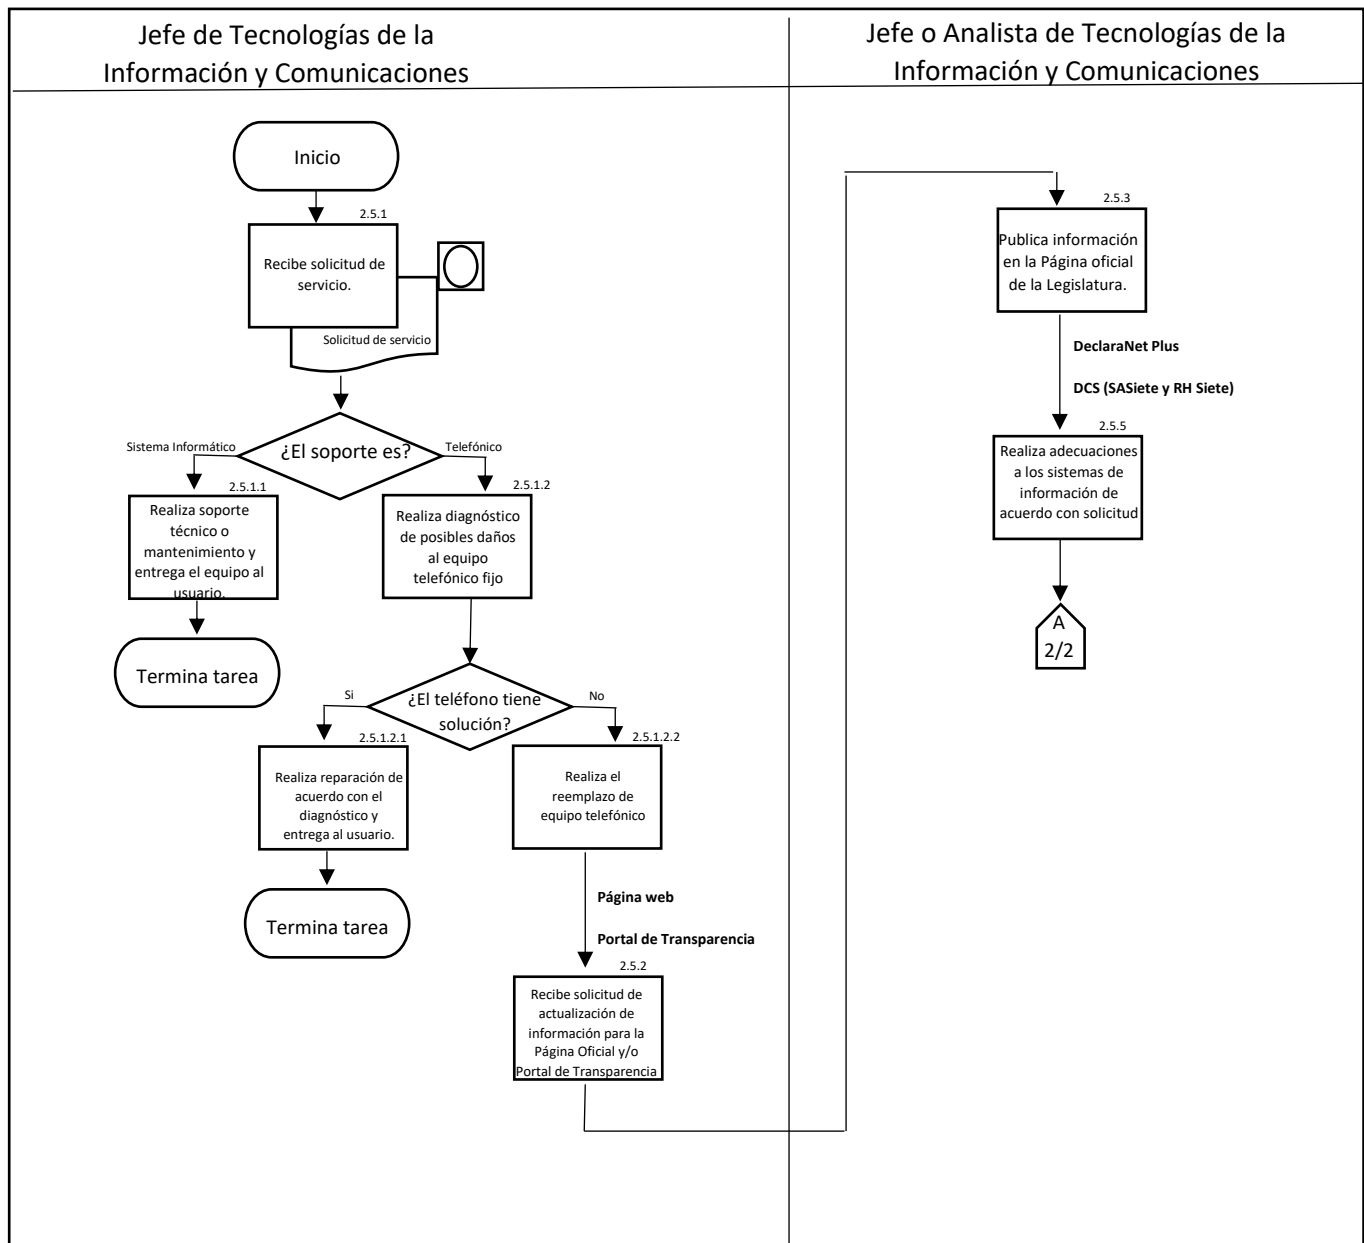 Jefe de Tecnologías de la
Información y Comunicaciones
Jefe o Analista de Tecnologías de la
Información y Comunicaciones
Inicio
2.5.1
Recibe solicitud de
servicio.
Solicitud de servicio
¿El soporte es?
Sistema Informático
Telefónico
2.5.1.1
Realiza soporte
técnico o
mantenimiento y
entrega el equipo al
usuario.
Termina tarea
2.5.1.2
Realiza diagnóstico
de posibles daños
al equipo
telefónico fijo
¿El teléfono tiene
solución?
Si
No
2.5.1.2.1
Realiza reparación de
acuerdo con el
diagnóstico y
entrega al usuario.
Termina tarea
2.5.1.2.2
Realiza el
reemplazo de
equipo telefónico
Página web
Portal de Transparencia
2.5.2
Recibe solicitud de
actualización de
información para la
Página Oficial y/o
Portal de Transparencia
2.5.3
Publica información
en la Página oficial
de la Legislatura.
DeclaraNet Plus
DCS (SASiete y RH Siete)
2.5.5
Realiza adecuaciones
a los sistemas de
información de
acuerdo con solicitud
A
2/2